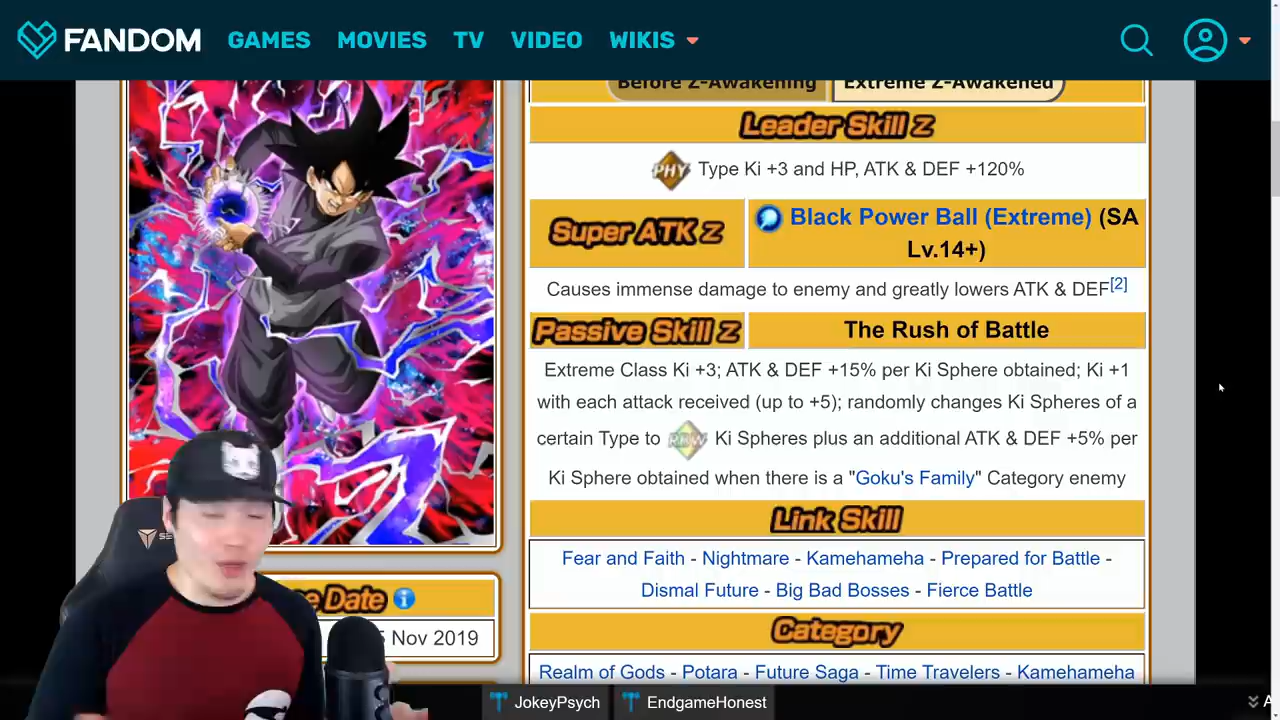 FANDOM GAMES MOVIES TV VIDEO WIKIS
Before Z-Awakening Extreme Z-Awakened
Leader Skill Z
PHY Type Ki +3 and HP, ATK & DEF +120%
Super ATK Z
Black Power Ball (Extreme) (SA
Lv.14+)
Causes immense damage to enemy and greatly lowers ATK & DEF[2]
Passive Skill Z
The Rush of Battle
Extreme Class Ki +3; ATK & DEF +15% per Ki Sphere obtained; Ki +1
with each attack received (up to +5); randomly changes Ki Spheres of a
certain Type to RBW Ki Spheres plus an additional ATK & DEF +5% per
Ki Sphere obtained when there is a "Goku's Family" Category enemy
Link Skill
Fear and Faith - Nightmare - Kamehameha - Prepared for Battle -
Dismal Future - Big Bad Bosses - Fierce Battle
Date
Nov 2019
Category
Realm of Gods - Potara - Future Saga - Time Travelers - Kamehameha
JokeyPsych EndgameHonest